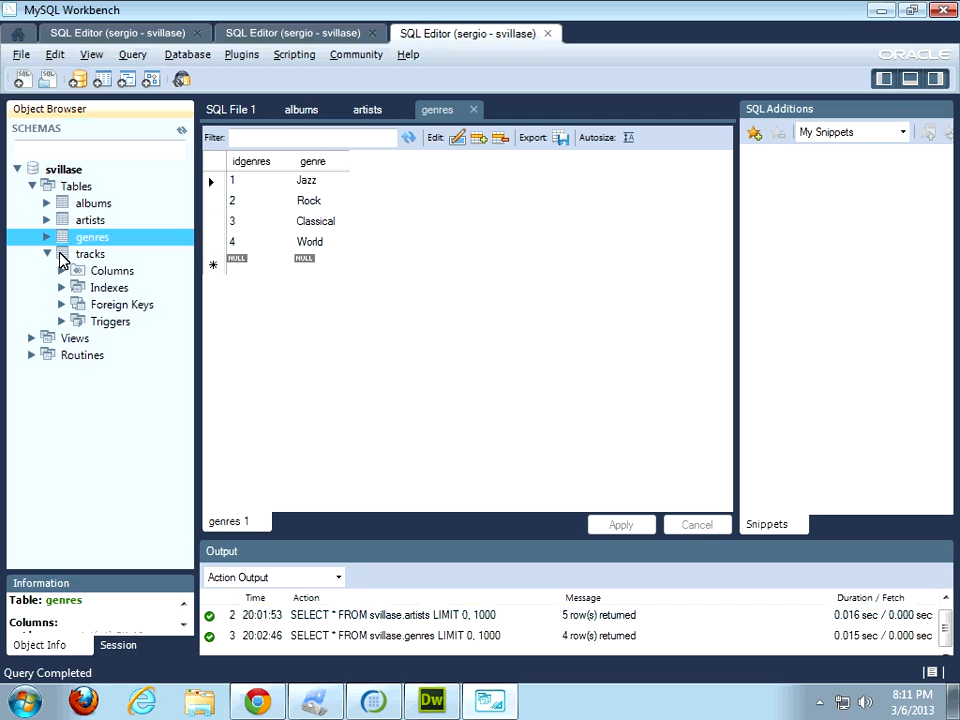 MySQL Workbench
SQL Editor (sergio - svillase) SQL Editor (sergio - svillase) SQL Editor (sergio - svillase)
File Edit View Query Database Plugins Scripting Community Help ORACLE
Object Browser SQL File 1 albums artists genres SQL Additions
SCHEMAS Filter: Edit: Export: Autosize: My Snippets
idgenres genre
svillase
1 Jazz
Tables
2 Rock
albums
3 Classical
artists
4 World
genres
NULL NULL
tracks
Columns
Indexes
Foreign Keys
Triggers
Views
Routines
genres 1 Apply Cancel Snippets
Output
Information Action Output
Table: genres Time Action Message Duration / Fetch
2 20:01:53 SELECT * FROM svillase.artists LIMIT 0, 1000 5 row(s) returned 0.016 sec / 0.000 sec
Columns:
3 20:02:46 SELECT * FROM svillase.genres LIMIT 0, 1000 4 row(s) returned 0.015 sec / 0.000 sec
Object Info Session
Query Completed
Dw
8:11 PM
3/6/2013